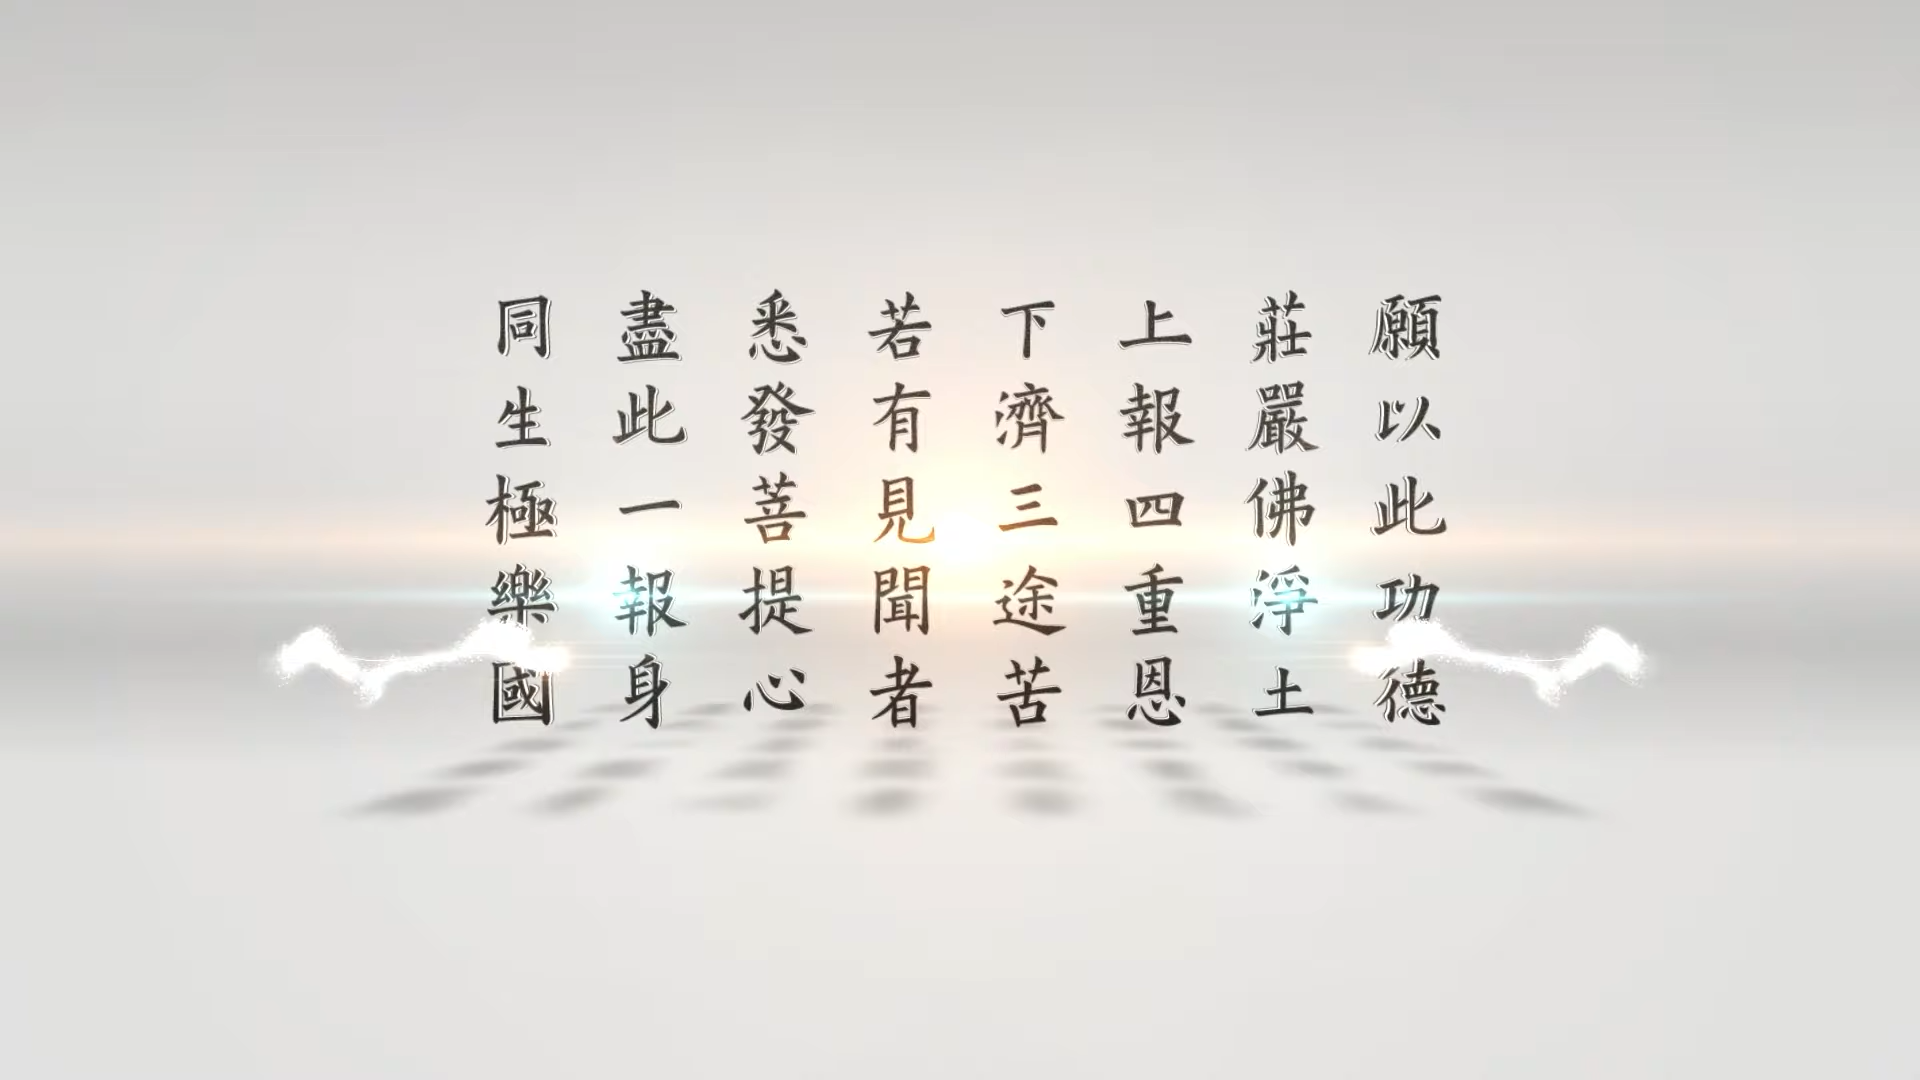 願以此功德
莊嚴佛淨土
上報四重恩
下濟三途苦
若有見聞者
悉發菩提心
盡此一報身
同生極樂國